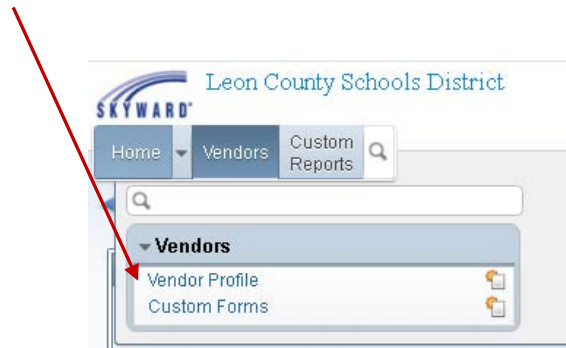 Leon County Schools District
SKYWARD®
Home Vendors Custom Reports
Vendors
Vendor Profile
Custom Forms